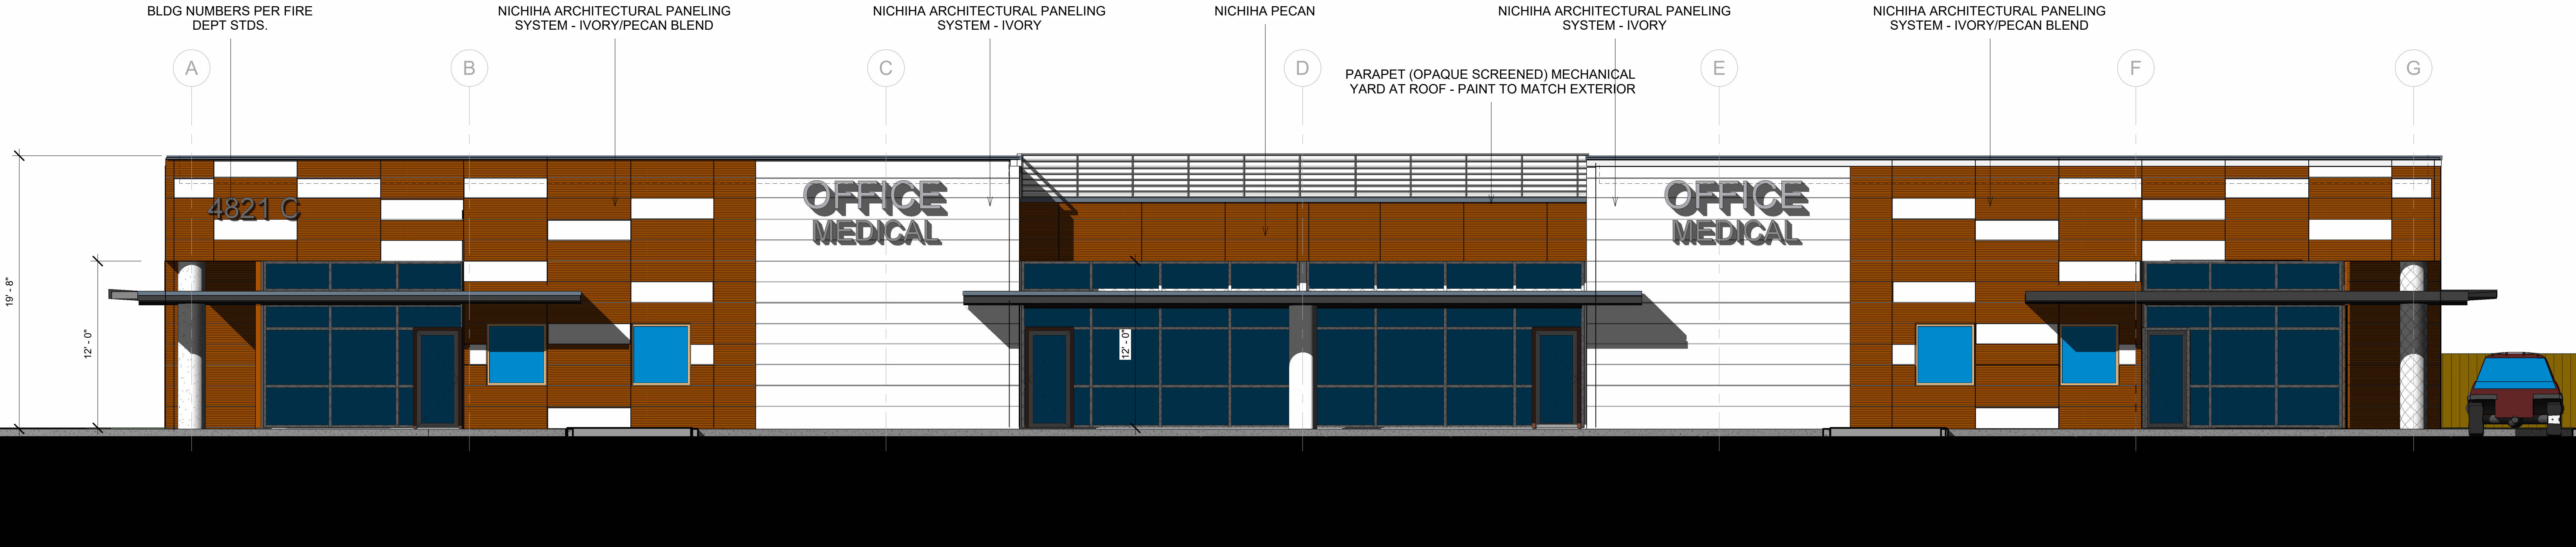 BLDG NUMBERS PER FIRE
DEPT STDS.
NICHIHA ARCHITECTURAL PANELING
SYSTEM - IVORY/PECAN BLEND
NICHIHA ARCHITECTURAL PANELING
SYSTEM - IVORY
NICHIHA PECAN
NICHIHA ARCHITECTURAL PANELING
SYSTEM - IVORY
NICHIHA ARCHITECTURAL PANELING
SYSTEM - IVORY/PECAN BLEND
A
B
C
D
E
F
G
PARAPET (OPAQUE SCREENED) MECHANICAL
YARD AT ROOF - PAINT TO MATCH EXTERIOR
4821 C
OFFICE
MEDICAL
OFFICE
MEDICAL
19' - 8"
12' - 0"
12' - 0"